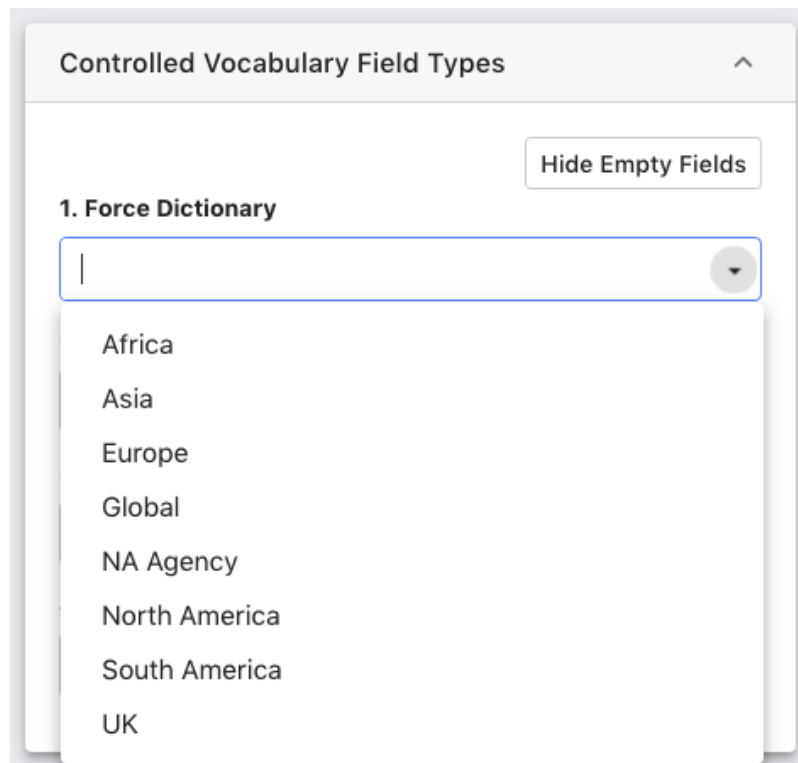 Controlled Vocabulary Field Types
Hide Empty Fields
1. Force Dictionary
Africa
Asia
Europe
Global
NA Agency
North America
South America
UK